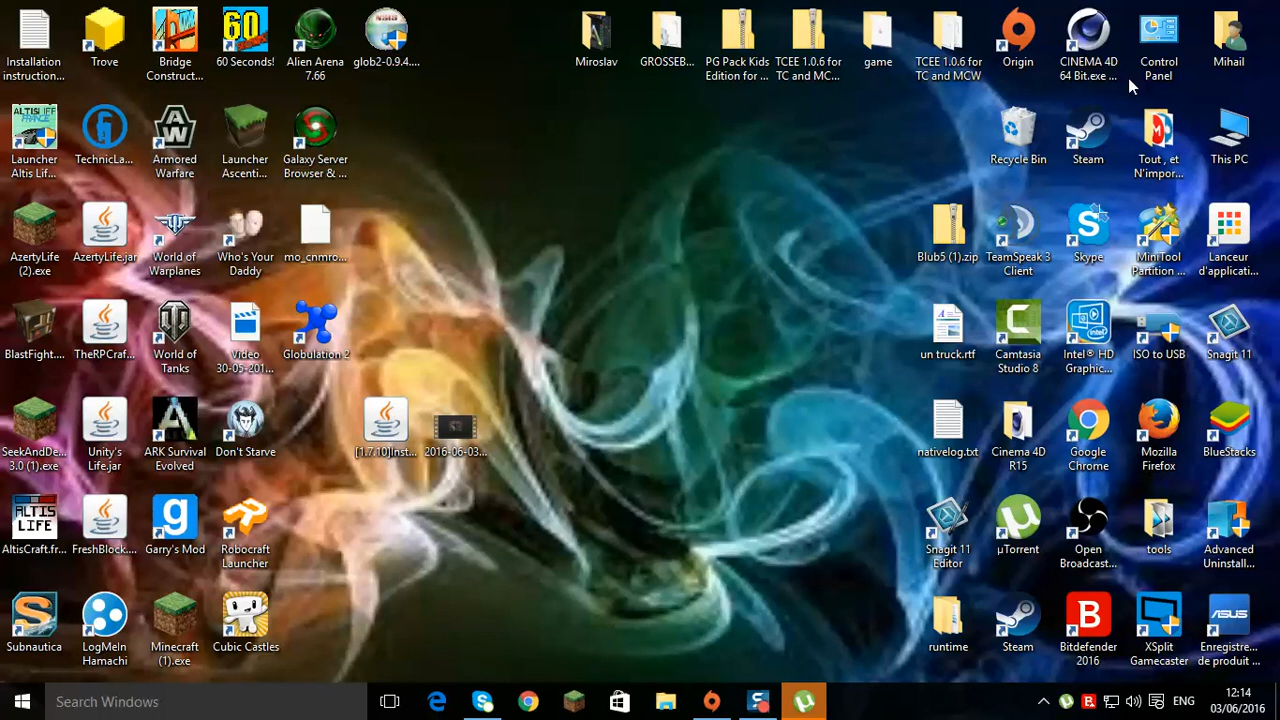 Installation
instruction...
Trove
Bridge
Construct...
60 Seconds!
Alien Arena
7.66
glob2-0.9.4....
Miroslav
GROSSEB...
PG Pack Kids
Edition for ...
TCEE 1.0.6 for
TC and MC...
game
TCEE 1.0.6 for
TC and MCW
Origin
CINEMA 4D
64 Bit.exe ...
Control
Panel
Mihail
Launcher
Altis Lif...
TechnicLa...
Armored
Warfare
Launcher
Ascenti...
Galaxy Server
Browser & ...
Recycle Bin
Steam
Tout , et
N'impor...
This PC
AzertyLife
(2).exe
AzertyLife.jar
World of
Warplanes
Who's Your
Daddy
mo_cnmro...
Blub5 (1).zip
TeamSpeak 3
Client
Skype
MiniTool
Partition ...
Lanceur
d'applicati...
BlastFight....
TheRPCraf...
World of
Tanks
Video
30-05-201...
Globulation 2
un truck.rtf
Camtasia
Studio 8
Intel® HD
Graphic...
ISO to USB
Snagit 11
SeekAndDe...
3.0 (1).exe
Unity's
Life.jar
ARK Survival
Evolved
Don't Starve
[1.7.10]Inst...
2016-06-03...
nativelog.txt
Cinema 4D
R15
Google
Chrome
Mozilla
Firefox
BlueStacks
ALTIS
LIFE
AltisCraft.fr...
FreshBlock....
Garry's Mod
Robocraft
Launcher
Snagit 11
Editor
µTorrent
Open
Broadcast...
tools
Advanced
Uninstall...
Subnautica
LogMeIn
Hamachi
Minecraft
(1).exe
Cubic Castles
runtime
Steam
Bitdefender
2016
XSplit
Gamecaster
Enregistre...
de produit ...
Search Windows
ENG
12:14
03/06/2016